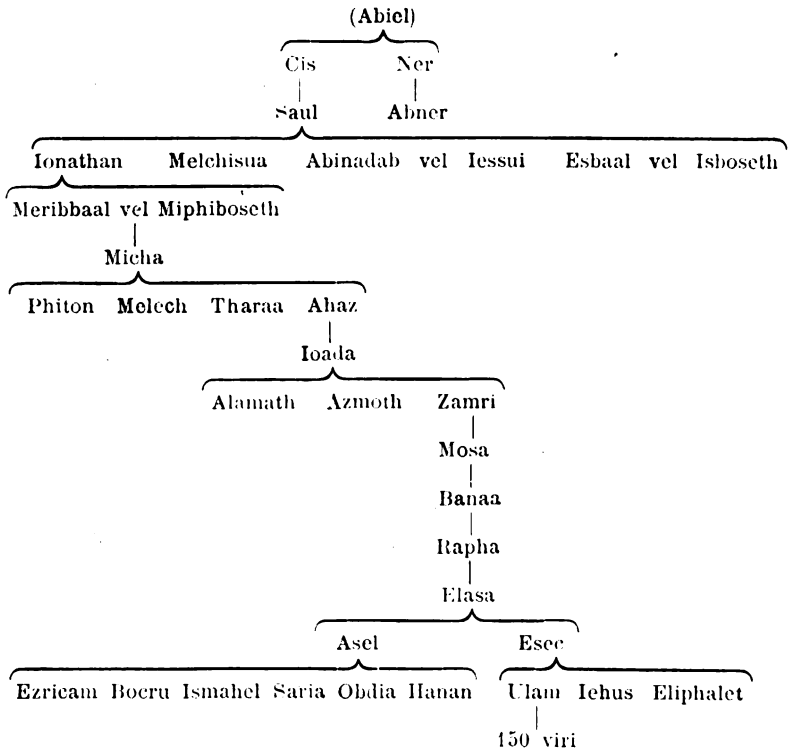 (Abiel)
Cis Ner
Saul Abner
Ionathan Melchisua Abinadab vel Iessui Esbaal vel Isboseth
Meribbaal vel Miphiboseth
Micha
Phiton Melech Tharaa Ahaz
Ioada
Alamath Azmoth Zamri
Mosa
Banaa
Rapha
Elasa
Asel Esec
Ezricam Bocru Ismahel Saria Obdia Hanan Ulam Iehus Eliphalet
150 viri